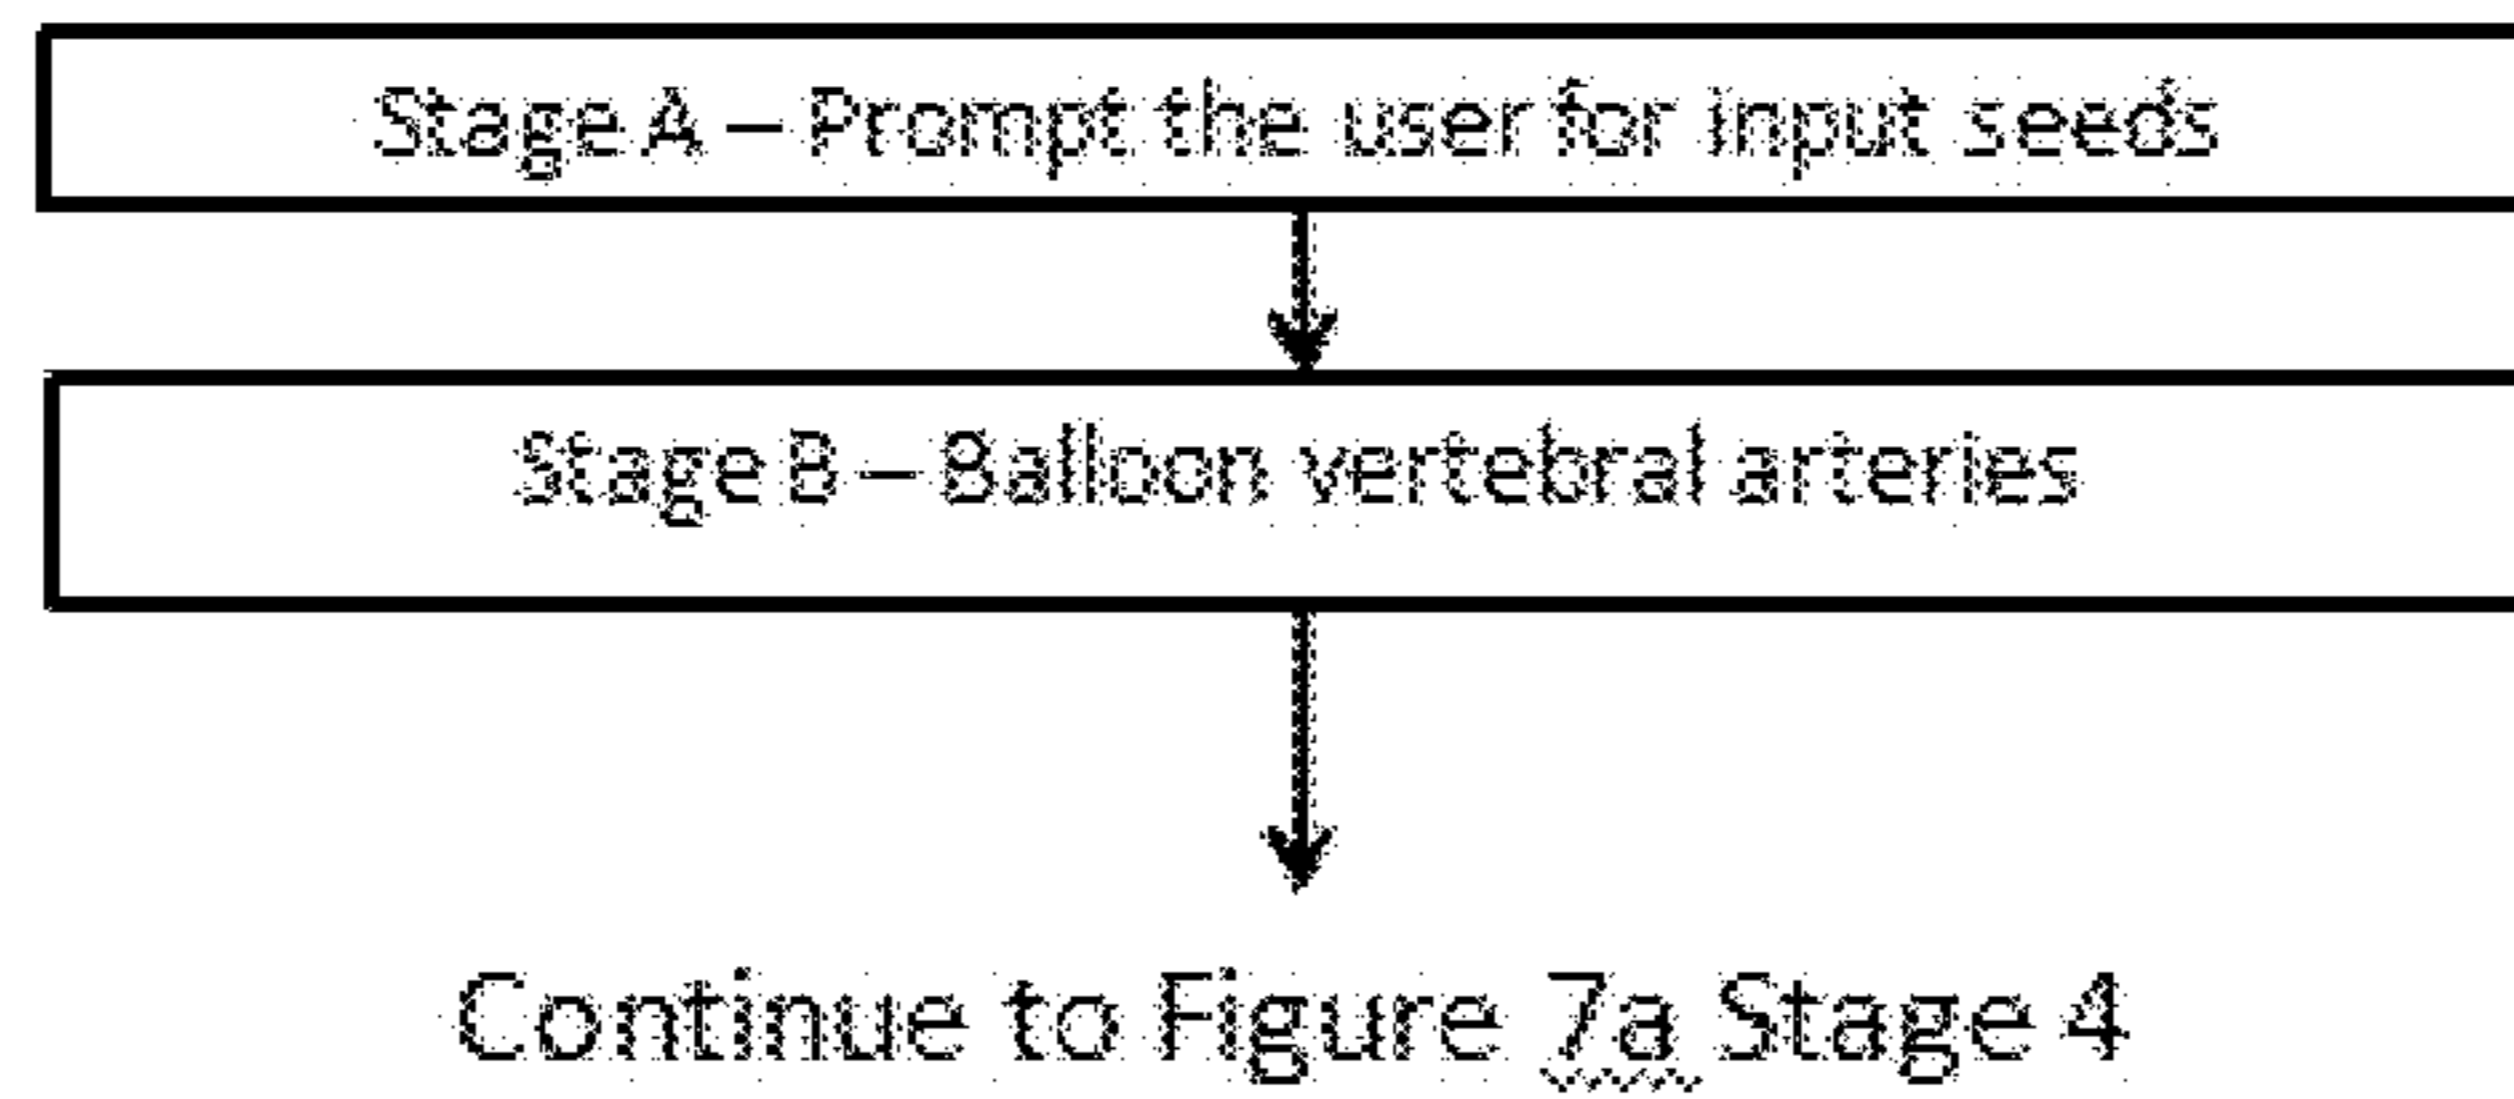 Stage A – Prompt the user for input seeds
Stage B – Balloon vertebral arteries
Continue to Figure 7a Stage 4